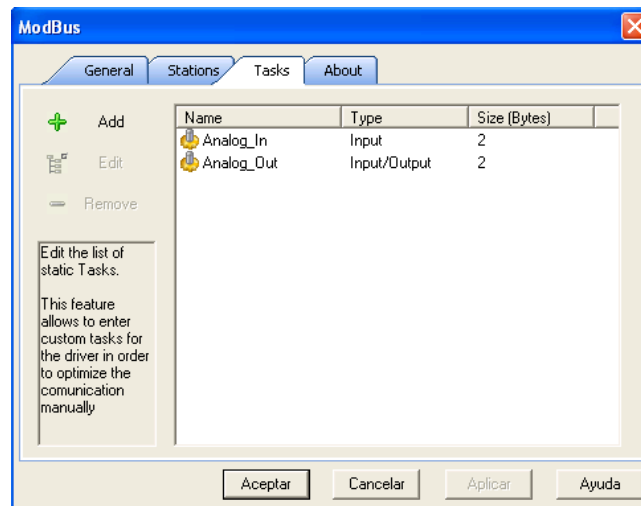 ModBus
General Stations Tasks About
Add
Edit
Remove
Name Type Size (Bytes)
Analog_In Input 2
Analog_Out Input/Output 2
Edit the list of
static Tasks.
This feature
allows to enter
custom tasks for
the driver in order
to optimize the
comunication
manually
Aceptar Cancelar Aplicar Ayuda